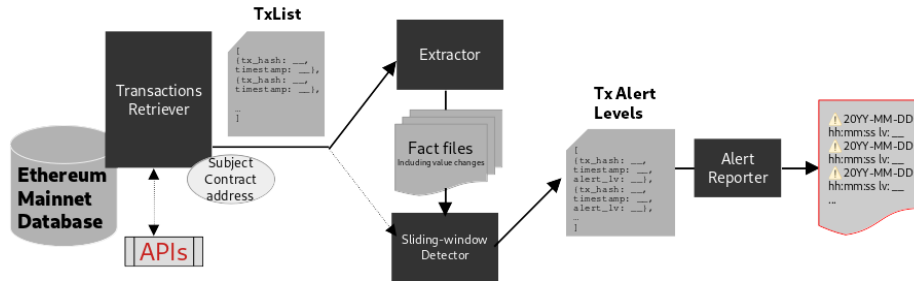 TxList
[
{tx_hash: __,
timestamp: __},
{tx_hash: __,
timestamp: __},
…
]
Transactions
Retriever
Ethereum
Mainnet
Database
Subject
Contract
address
APIs
Extractor
Fact files
Including value changes
Sliding-window
Detector
Tx Alert
Levels
[
{tx_hash: __,
timestamp: __,
alert_lv: __},
{tx_hash: __,
timestamp: __,
alert_lv: __},
…
]
Alert
Reporter
⚠️20YY-MM-DD
hh:mm:ss lv: __
⚠️20YY-MM-DD
hh:mm:ss lv: __
⚠️20YY-MM-DD
hh:mm:ss lv: __
...